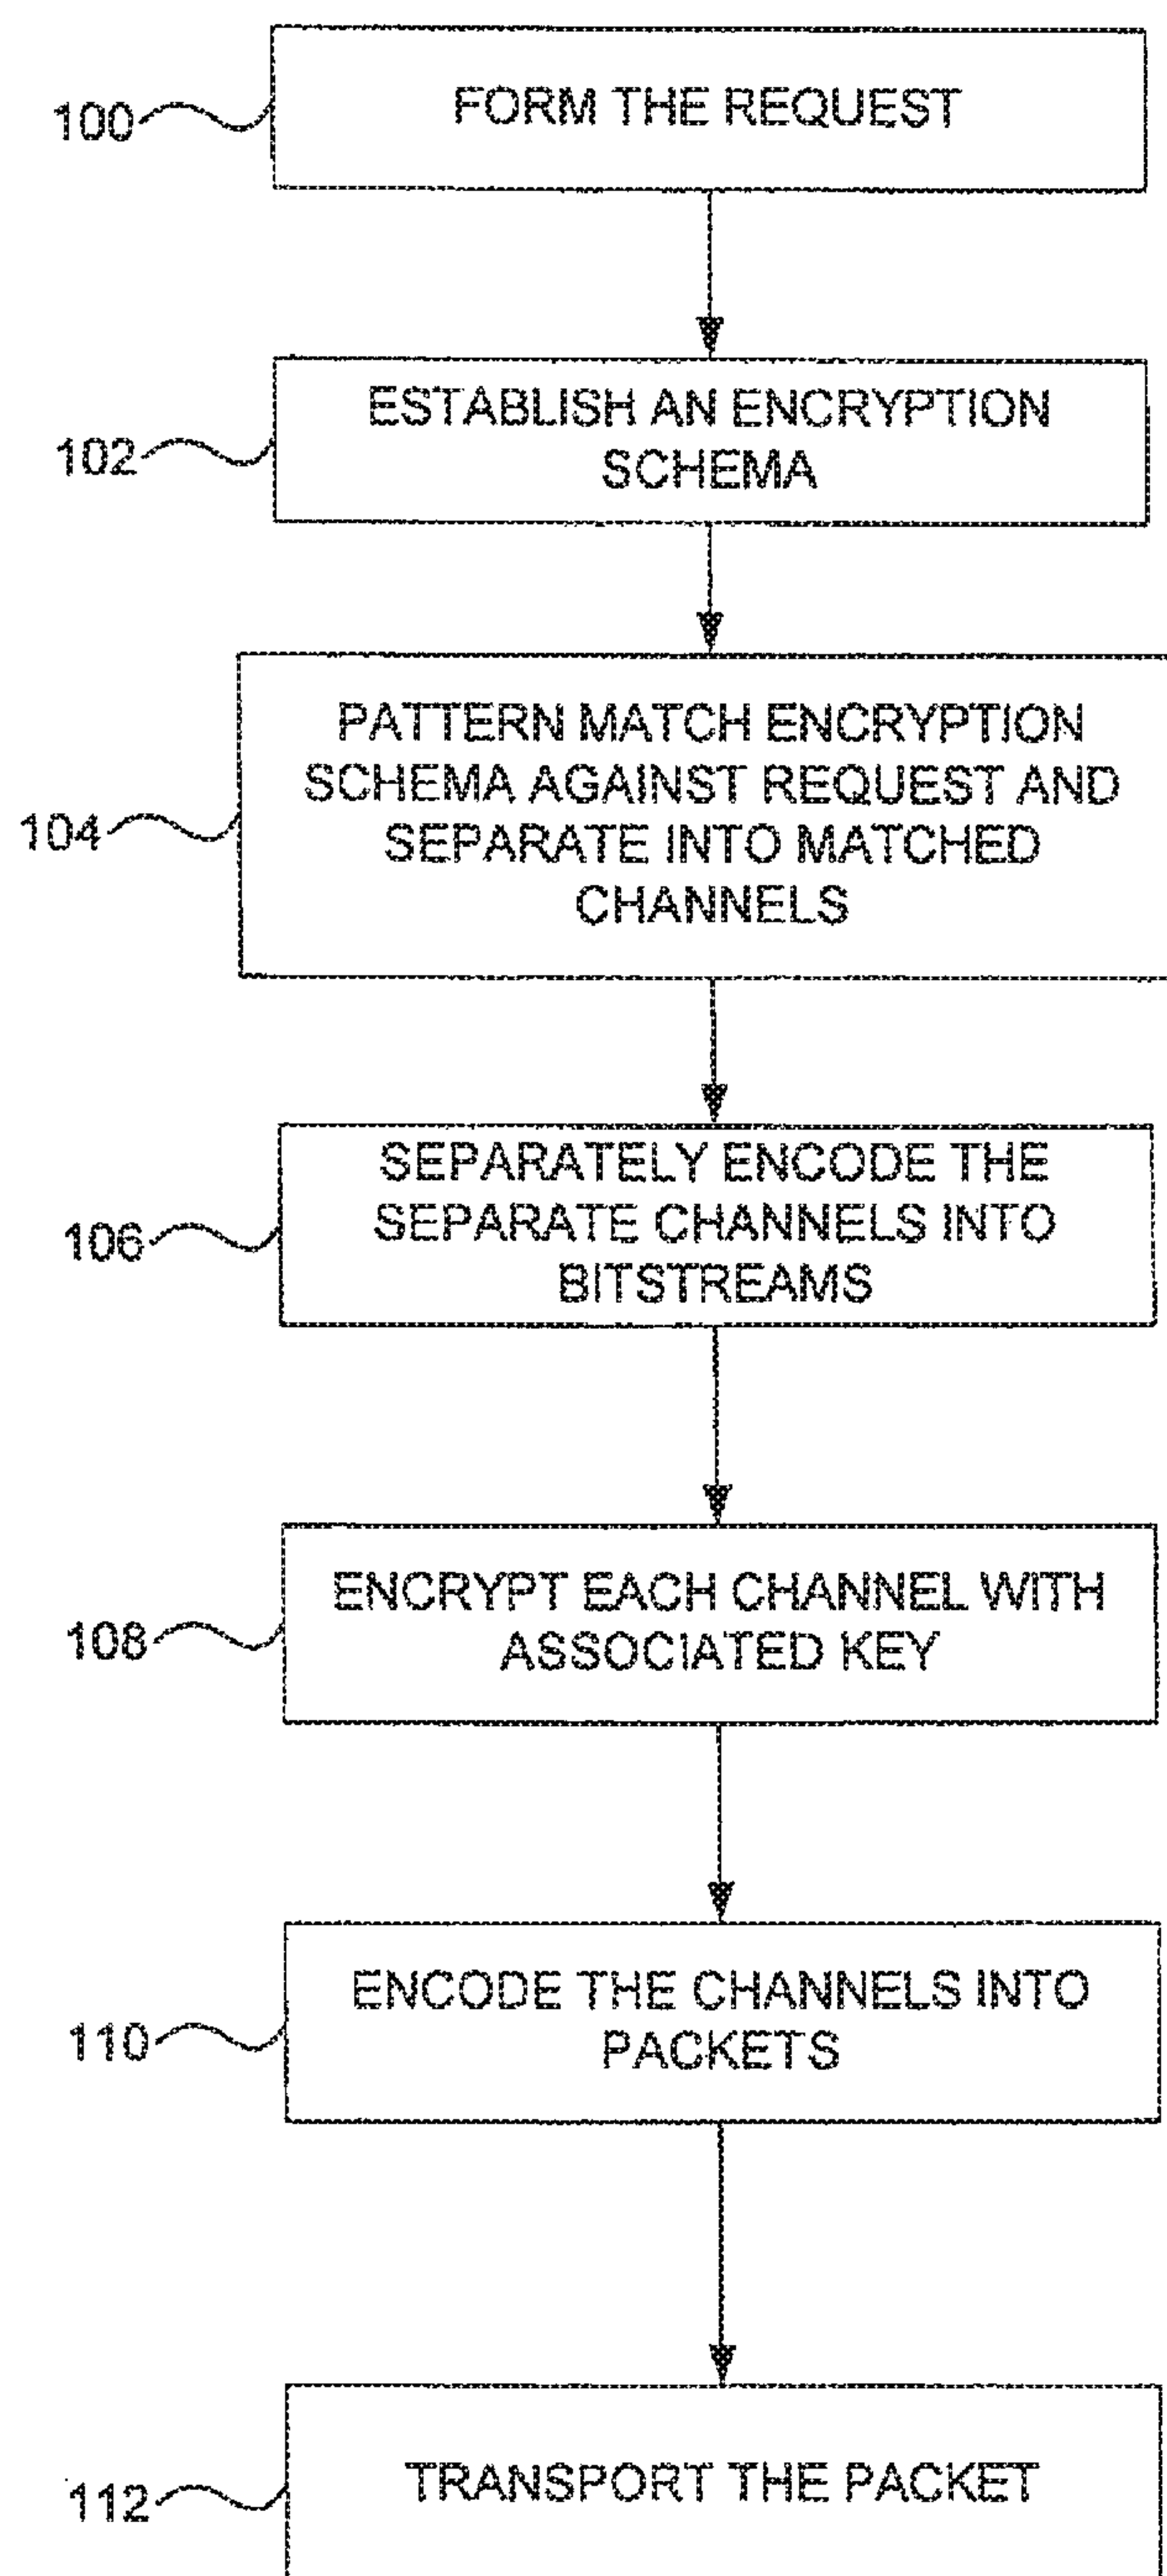 100
FORM THE REQUEST
102
ESTABLISH AN ENCRYPTION
SCHEMA
104
PATTERN MATCH ENCRYPTION
SCHEMA AGAINST REQUEST AND
SEPARATE INTO MATCHED
CHANNELS
106
SEPARATELY ENCODE THE
SEPARATE CHANNELS INTO
BITSTREAMS
108
ENCRYPT EACH CHANNEL WITH
ASSOCIATED KEY
110
ENCODE THE CHANNELS INTO
PACKETS
112
TRANSPORT THE PACKET